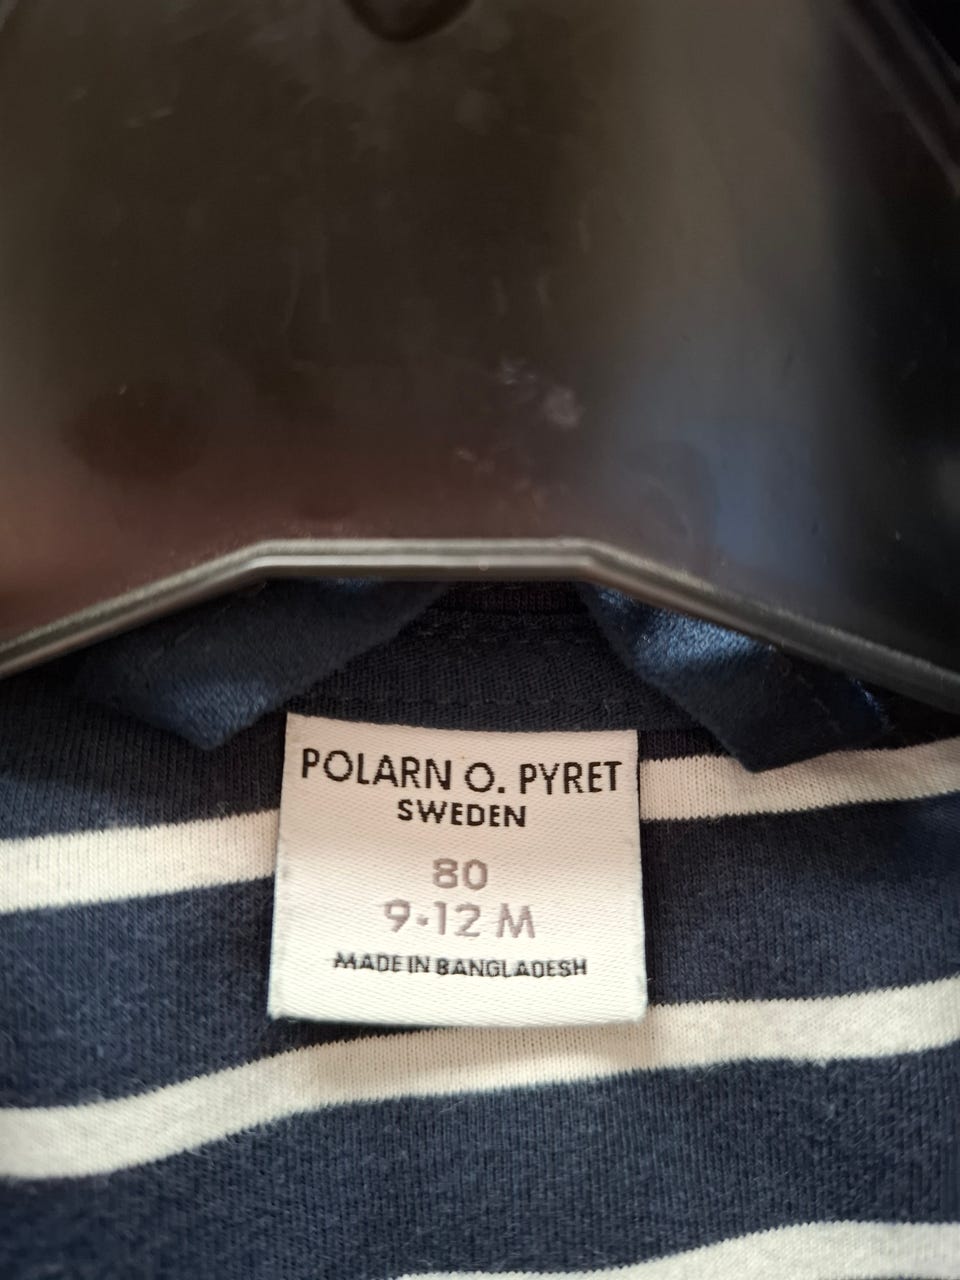 POLARN O. PYRET
SWEDEN
80
9-12 M
MADE IN BANGLADESH